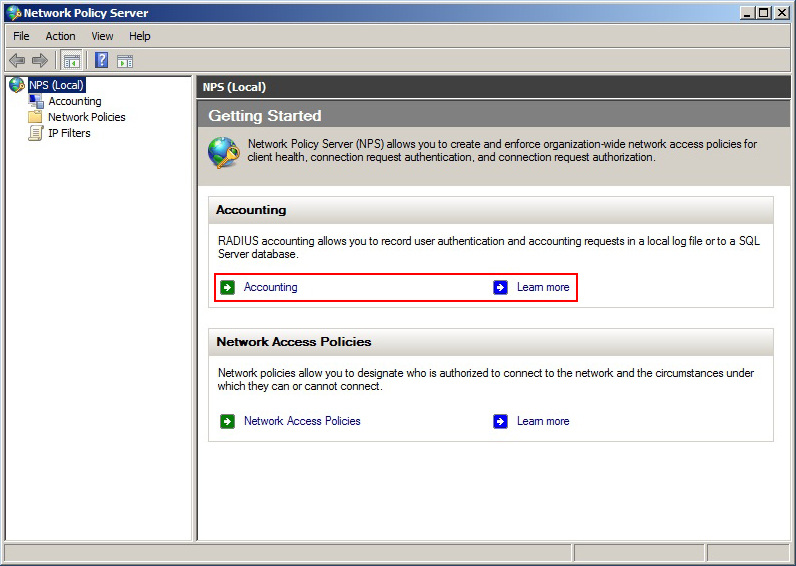 Network Policy Server
File Action View Help
NPS (Local)
Accounting
Network Policies
IP Filters
NPS (Local)
Getting Started
Network Policy Server (NPS) allows you to create and enforce organization-wide network access policies for
client health, connection request authentication, and connection request authorization.
Accounting
RADIUS accounting allows you to record user authentication and accounting requests in a local log file or to a SQL
Server database.
Accounting Learn more
Network Access Policies
Network policies allow you to designate who is authorized to connect to the network and the circumstances under
which they can or cannot connect.
Network Access Policies Learn more